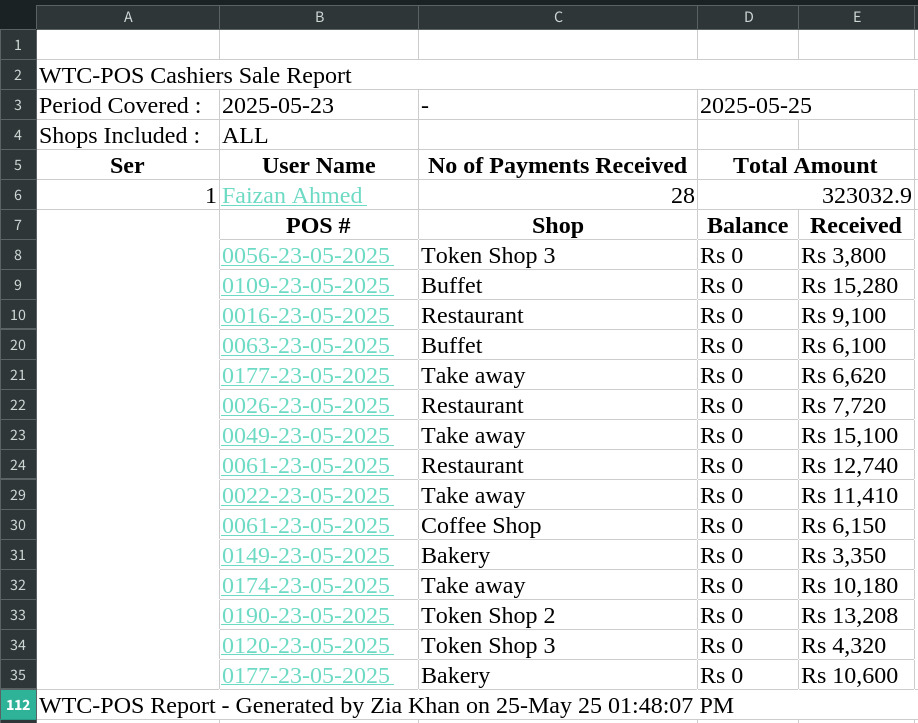 A B C D E
1
2 WTC-POS Cashiers Sale Report
3 Period Covered : 2025-05-23 - 2025-05-25
4 Shops Included : ALL
5 Ser User Name No of Payments Received Total Amount
6 1 Faizan Ahmed 28 323032.9
7 POS # Shop Balance Received
8 0056-23-05-2025 Token Shop 3 Rs 0 Rs 3,800
9 0109-23-05-2025 Buffet Rs 0 Rs 15,280
10 0016-23-05-2025 Restaurant Rs 0 Rs 9,100
20 0063-23-05-2025 Buffet Rs 0 Rs 6,100
21 0177-23-05-2025 Take away Rs 0 Rs 6,620
22 0026-23-05-2025 Restaurant Rs 0 Rs 7,720
23 0049-23-05-2025 Take away Rs 0 Rs 15,100
24 0061-23-05-2025 Restaurant Rs 0 Rs 12,740
29 0022-23-05-2025 Take away Rs 0 Rs 11,410
30 0061-23-05-2025 Coffee Shop Rs 0 Rs 6,150
31 0149-23-05-2025 Bakery Rs 0 Rs 3,350
32 0174-23-05-2025 Take away Rs 0 Rs 10,180
33 0190-23-05-2025 Token Shop 2 Rs 0 Rs 13,208
34 0120-23-05-2025 Token Shop 3 Rs 0 Rs 4,320
35 0177-23-05-2025 Bakery Rs 0 Rs 10,600
112 WTC-POS Report - Generated by Zia Khan on 25-May 25 01:48:07 PM